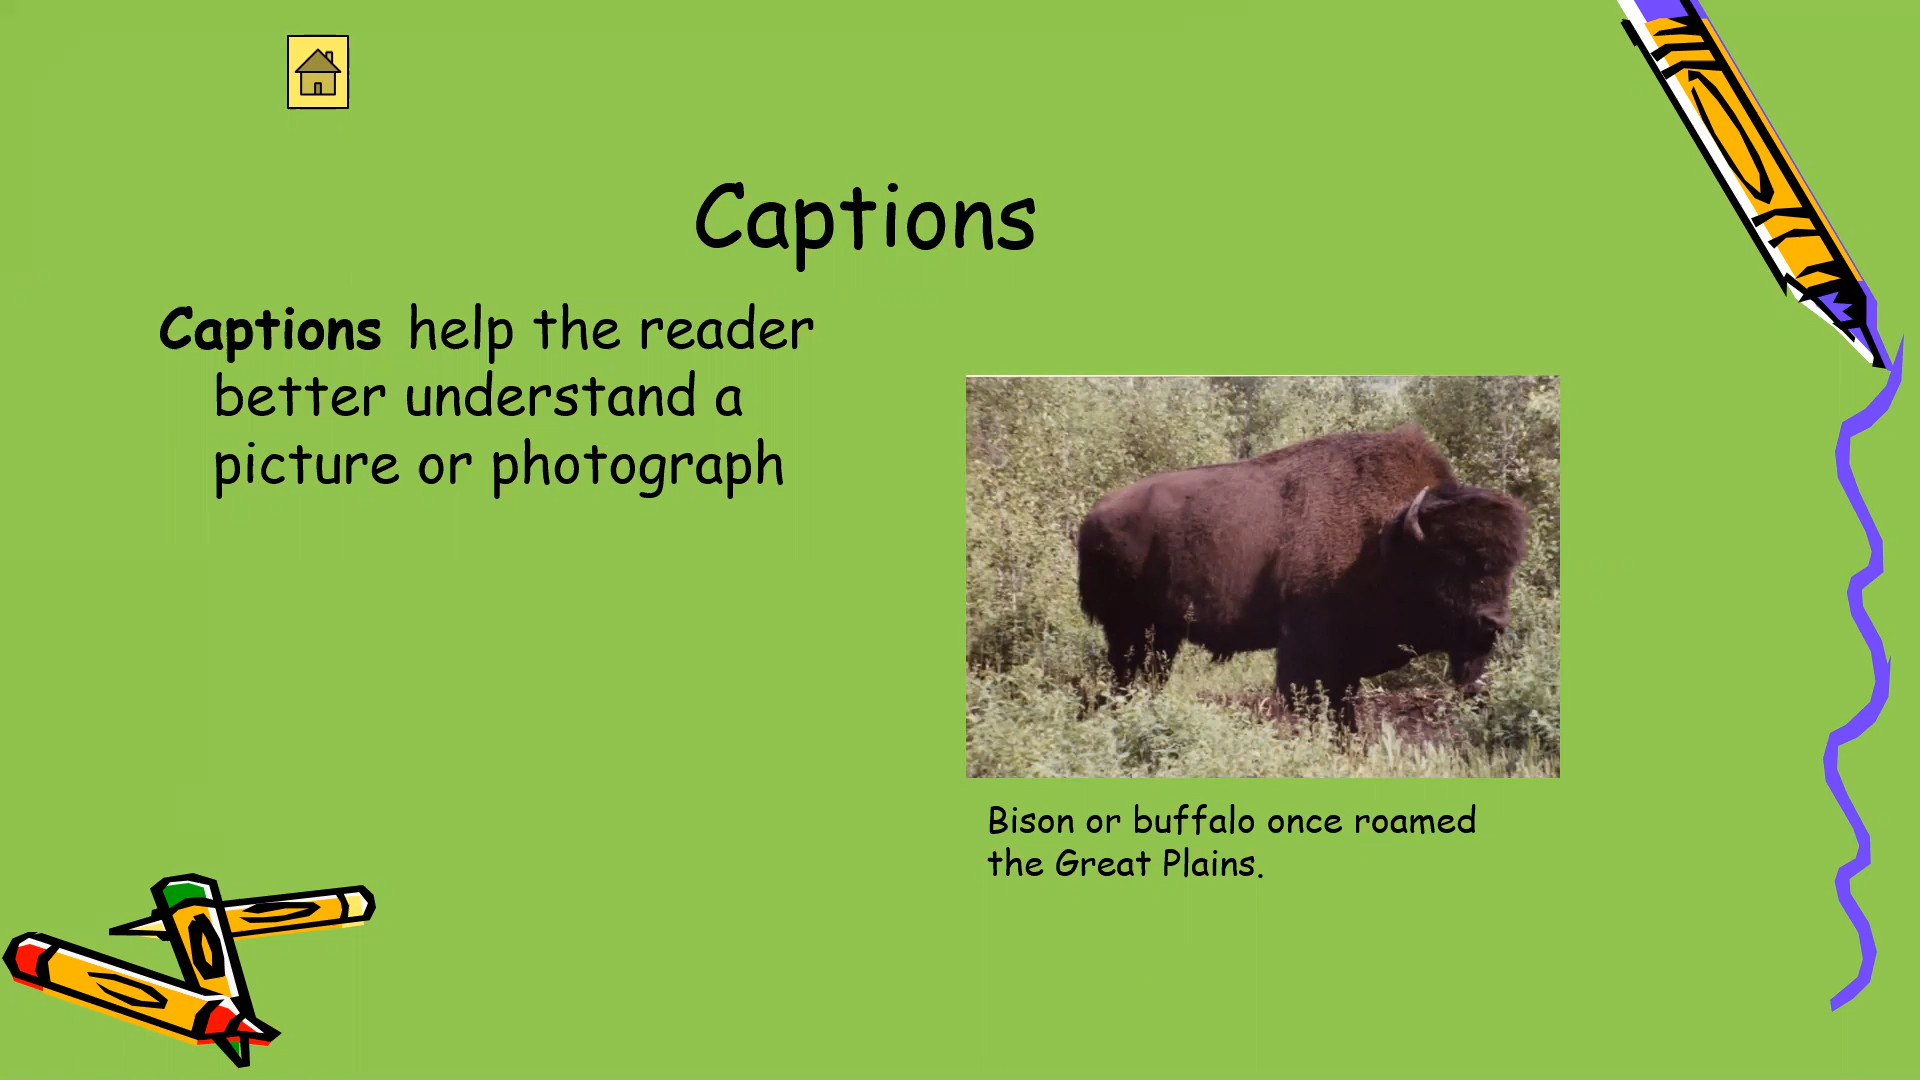 Captions
Captions help the reader
better understand a
picture or photograph
Bison or buffalo once roamed
the Great Plains.